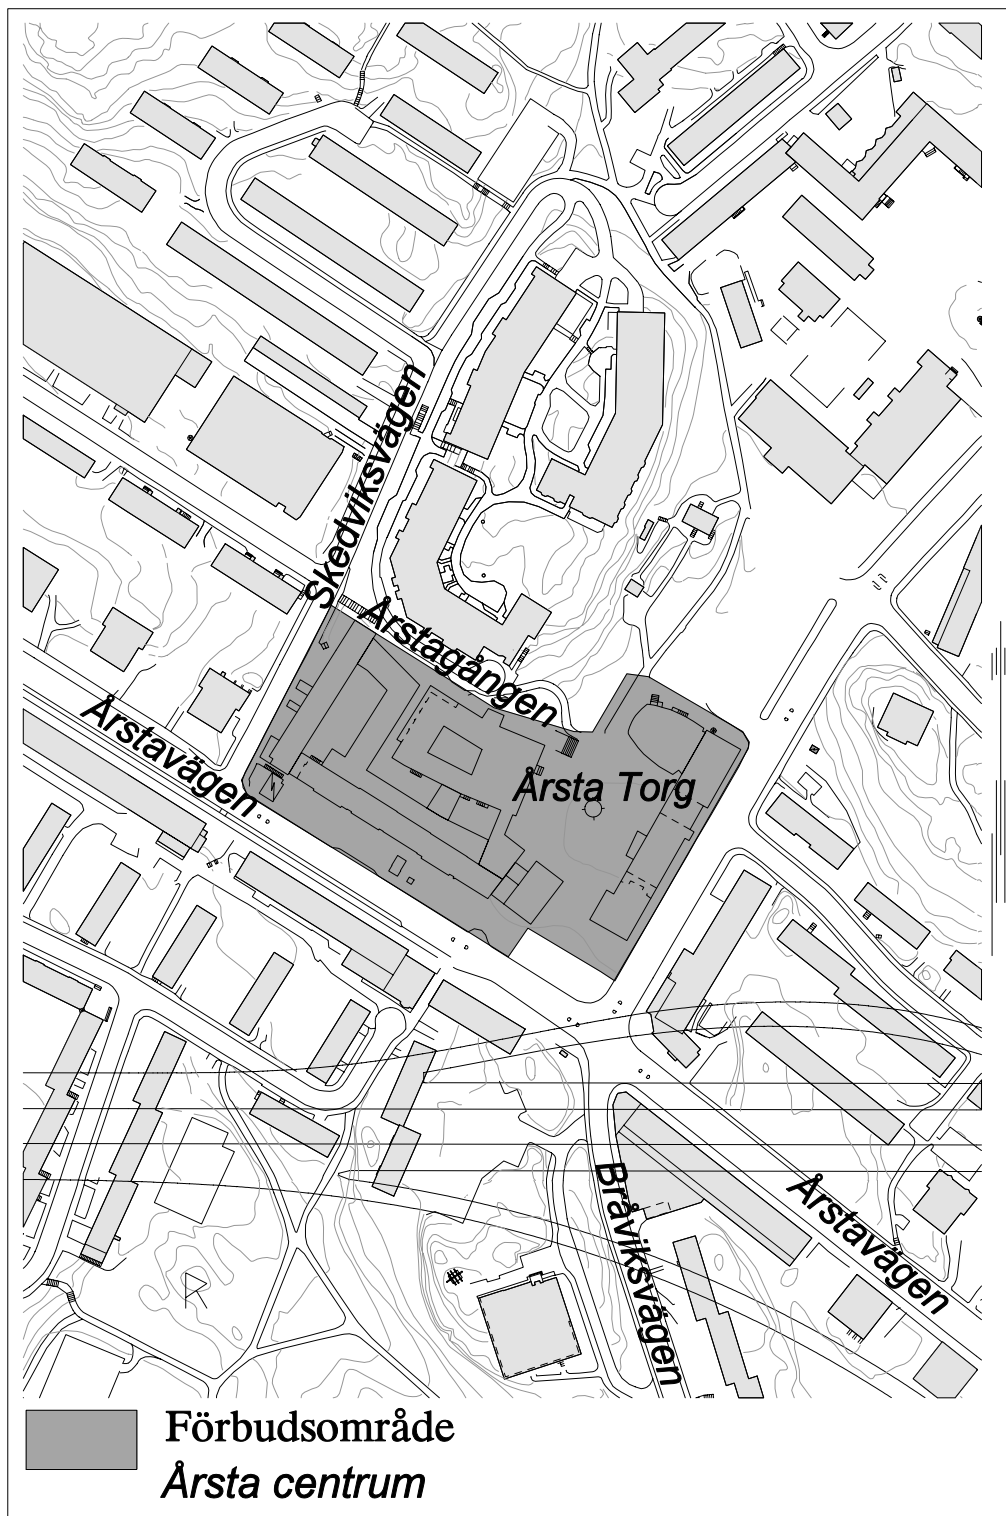 Skedviksvägen
Årstagången
Årstavägen
Årsta Torg
Bråviksvägen
Årstavägen
R
Förbudsområde
Årsta centrum